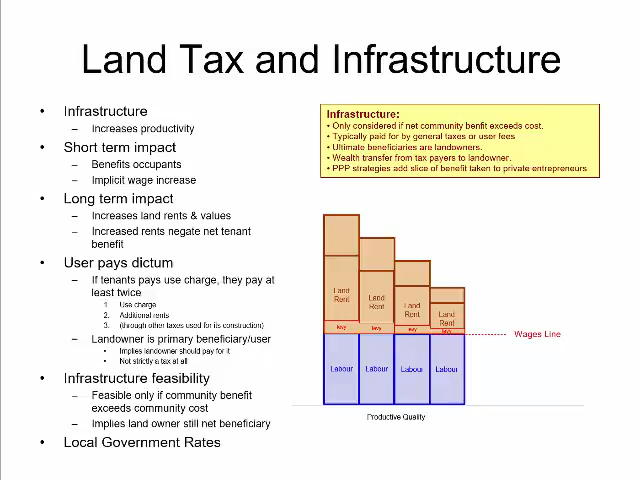 Land Tax and Infrastructure
• Infrastructure
– Increases productivity
• Short term impact
– Benefits occupants
– Implicit wage increase
• Long term impact
– Increases land rents & values
– Increased rents negate net tenant
benefit
• User pays dictum
– If tenants pay use charge, they pay at
least twice
1. Use charge
2. Additional rents
3. (through other taxes used for its construction)
– Landowner is primary beneficiary/user
• Implies landowner should pay for it
• Not strictly a tax at all
• Infrastructure feasibility
– Feasible only if community benefit
exceeds community cost
– Implies land owner still net beneficiary
• Local Government Rates
Infrastructure:
• Only considered if net community benfit exceeds cost.
• Typically paid for by general taxes or user fees
• Ultimate beneficiaries are landowners.
• Wealth transfer from tax payers to landowner.
• PPP strategies add slice of benefit taken to private entrepreneurs
Land
Rent
Land
Rent
Land
Rent
Land
Rent
levy
levy
levy
levy
Wages Line
Labour
Labour
Labour
Labour
Productive Quality